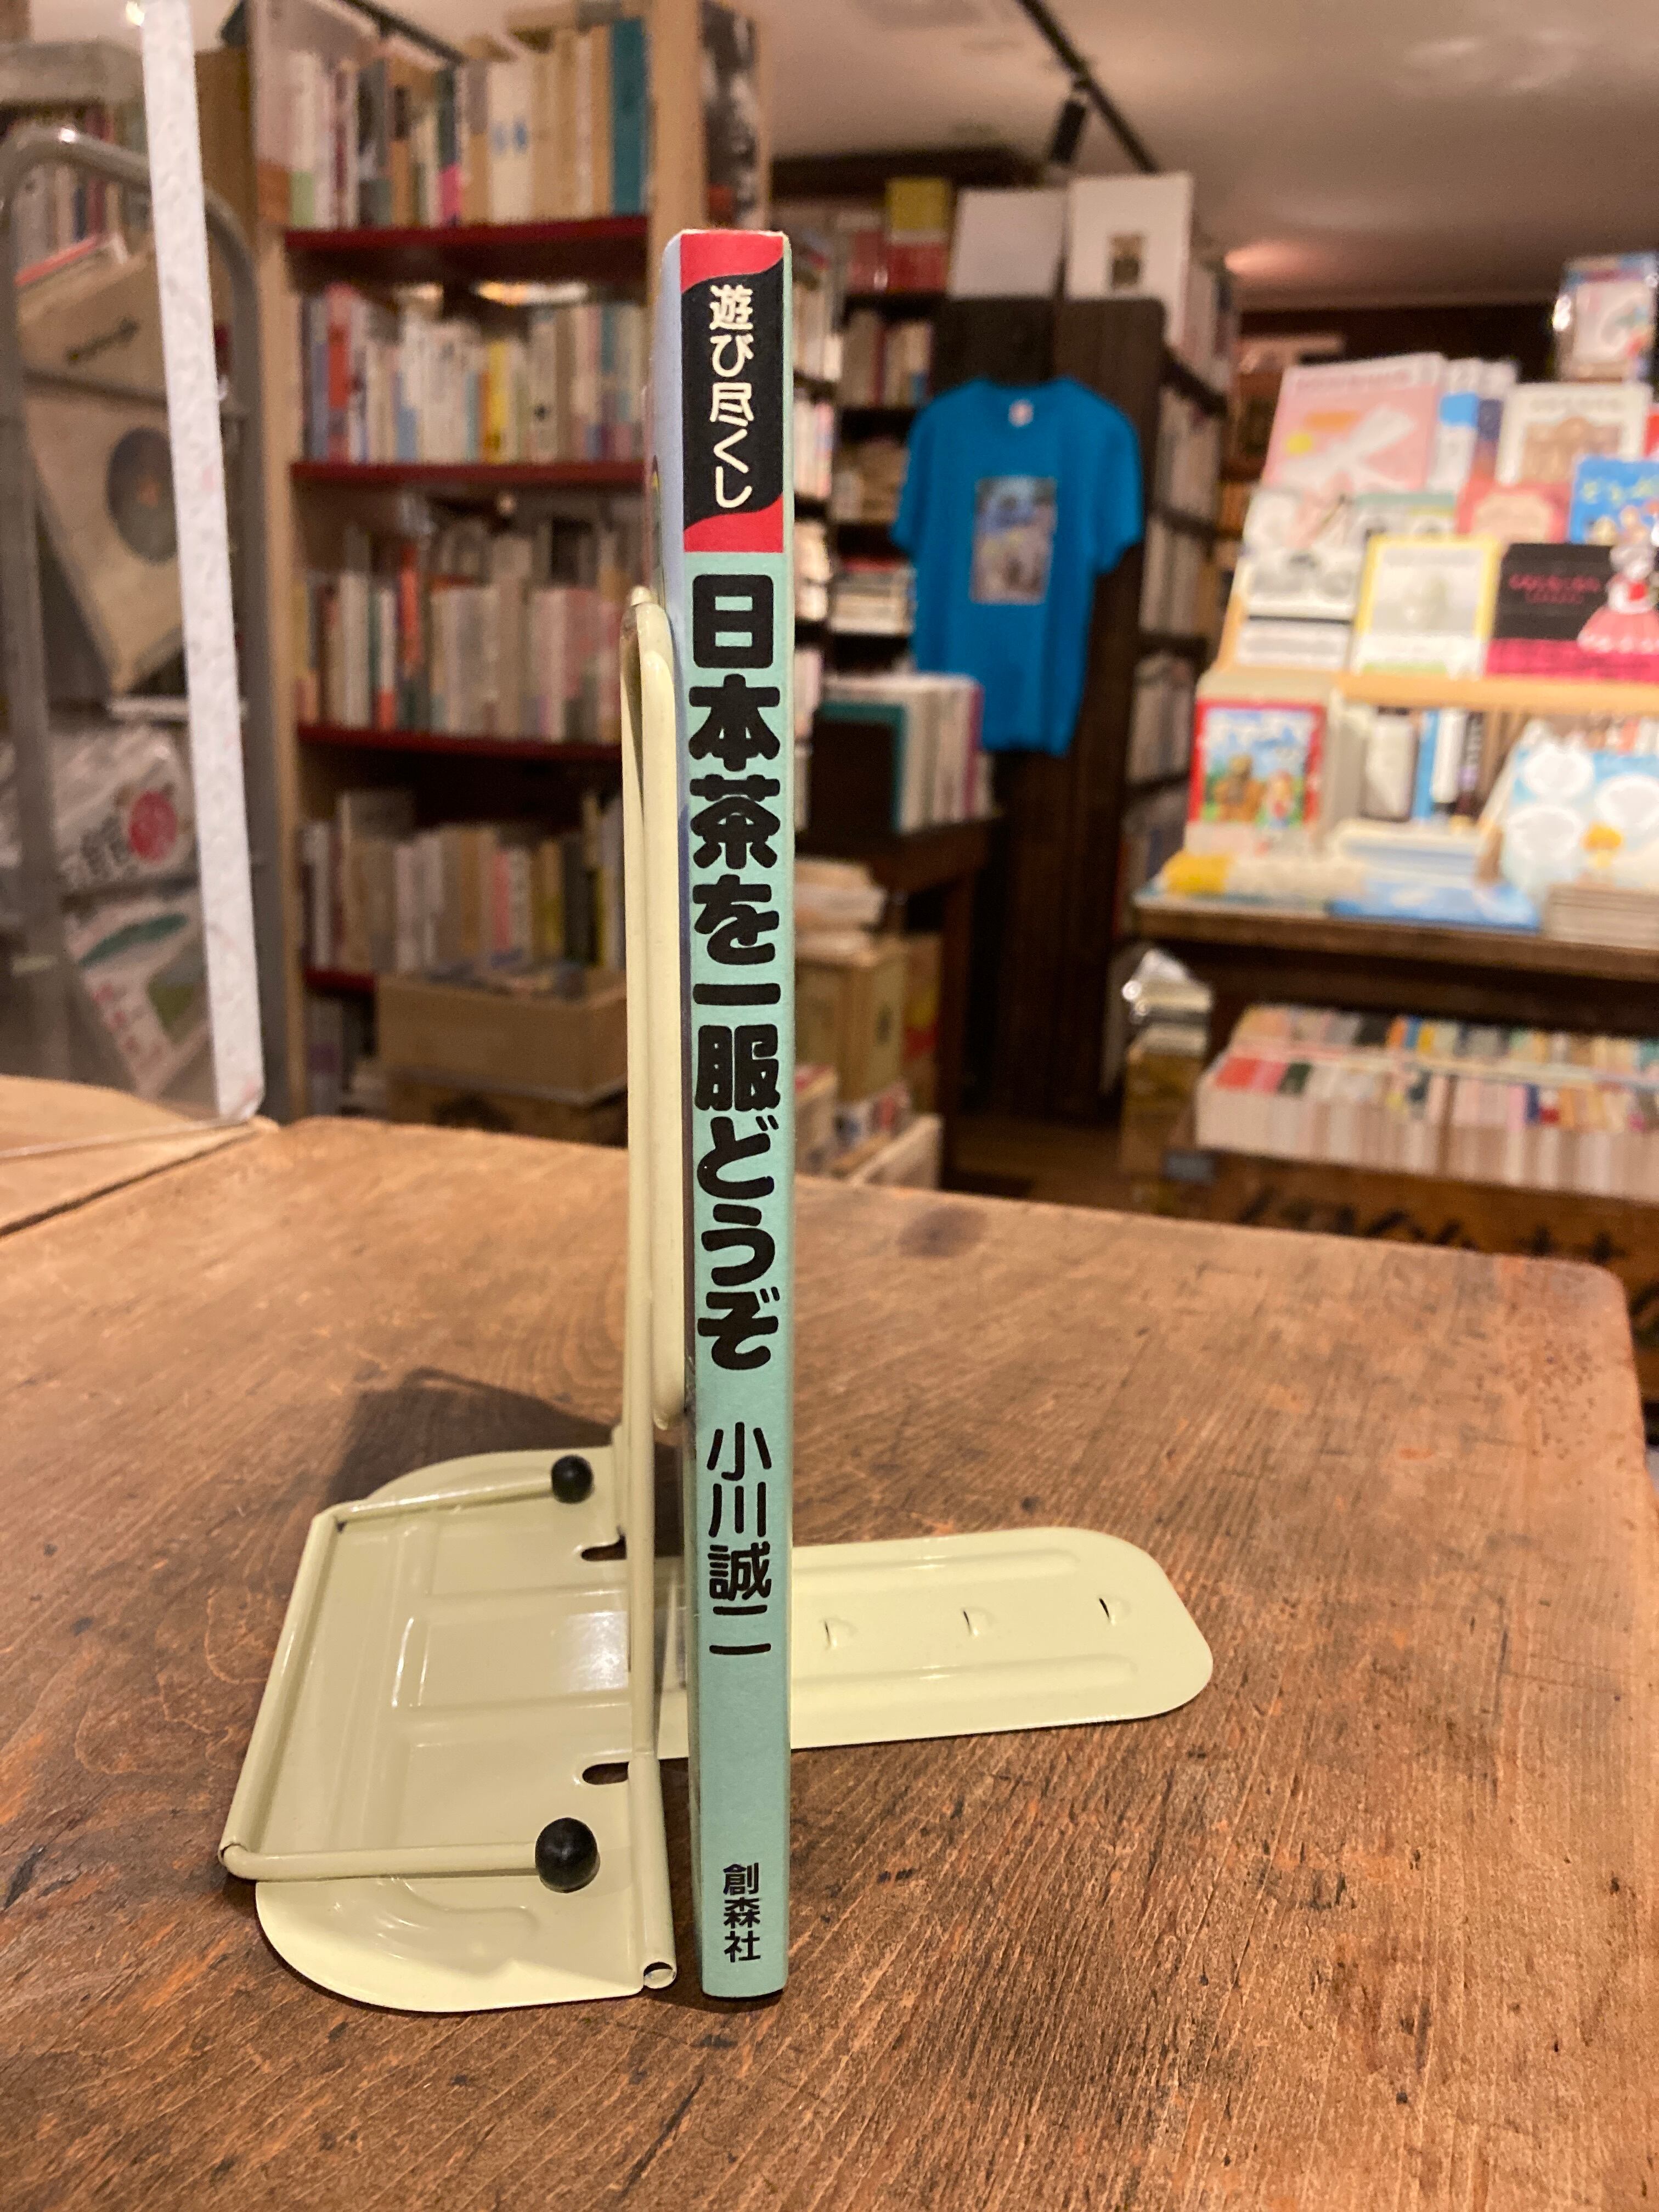 遊び尽くし
日本茶を一服どうぞ
小川誠二
創森社